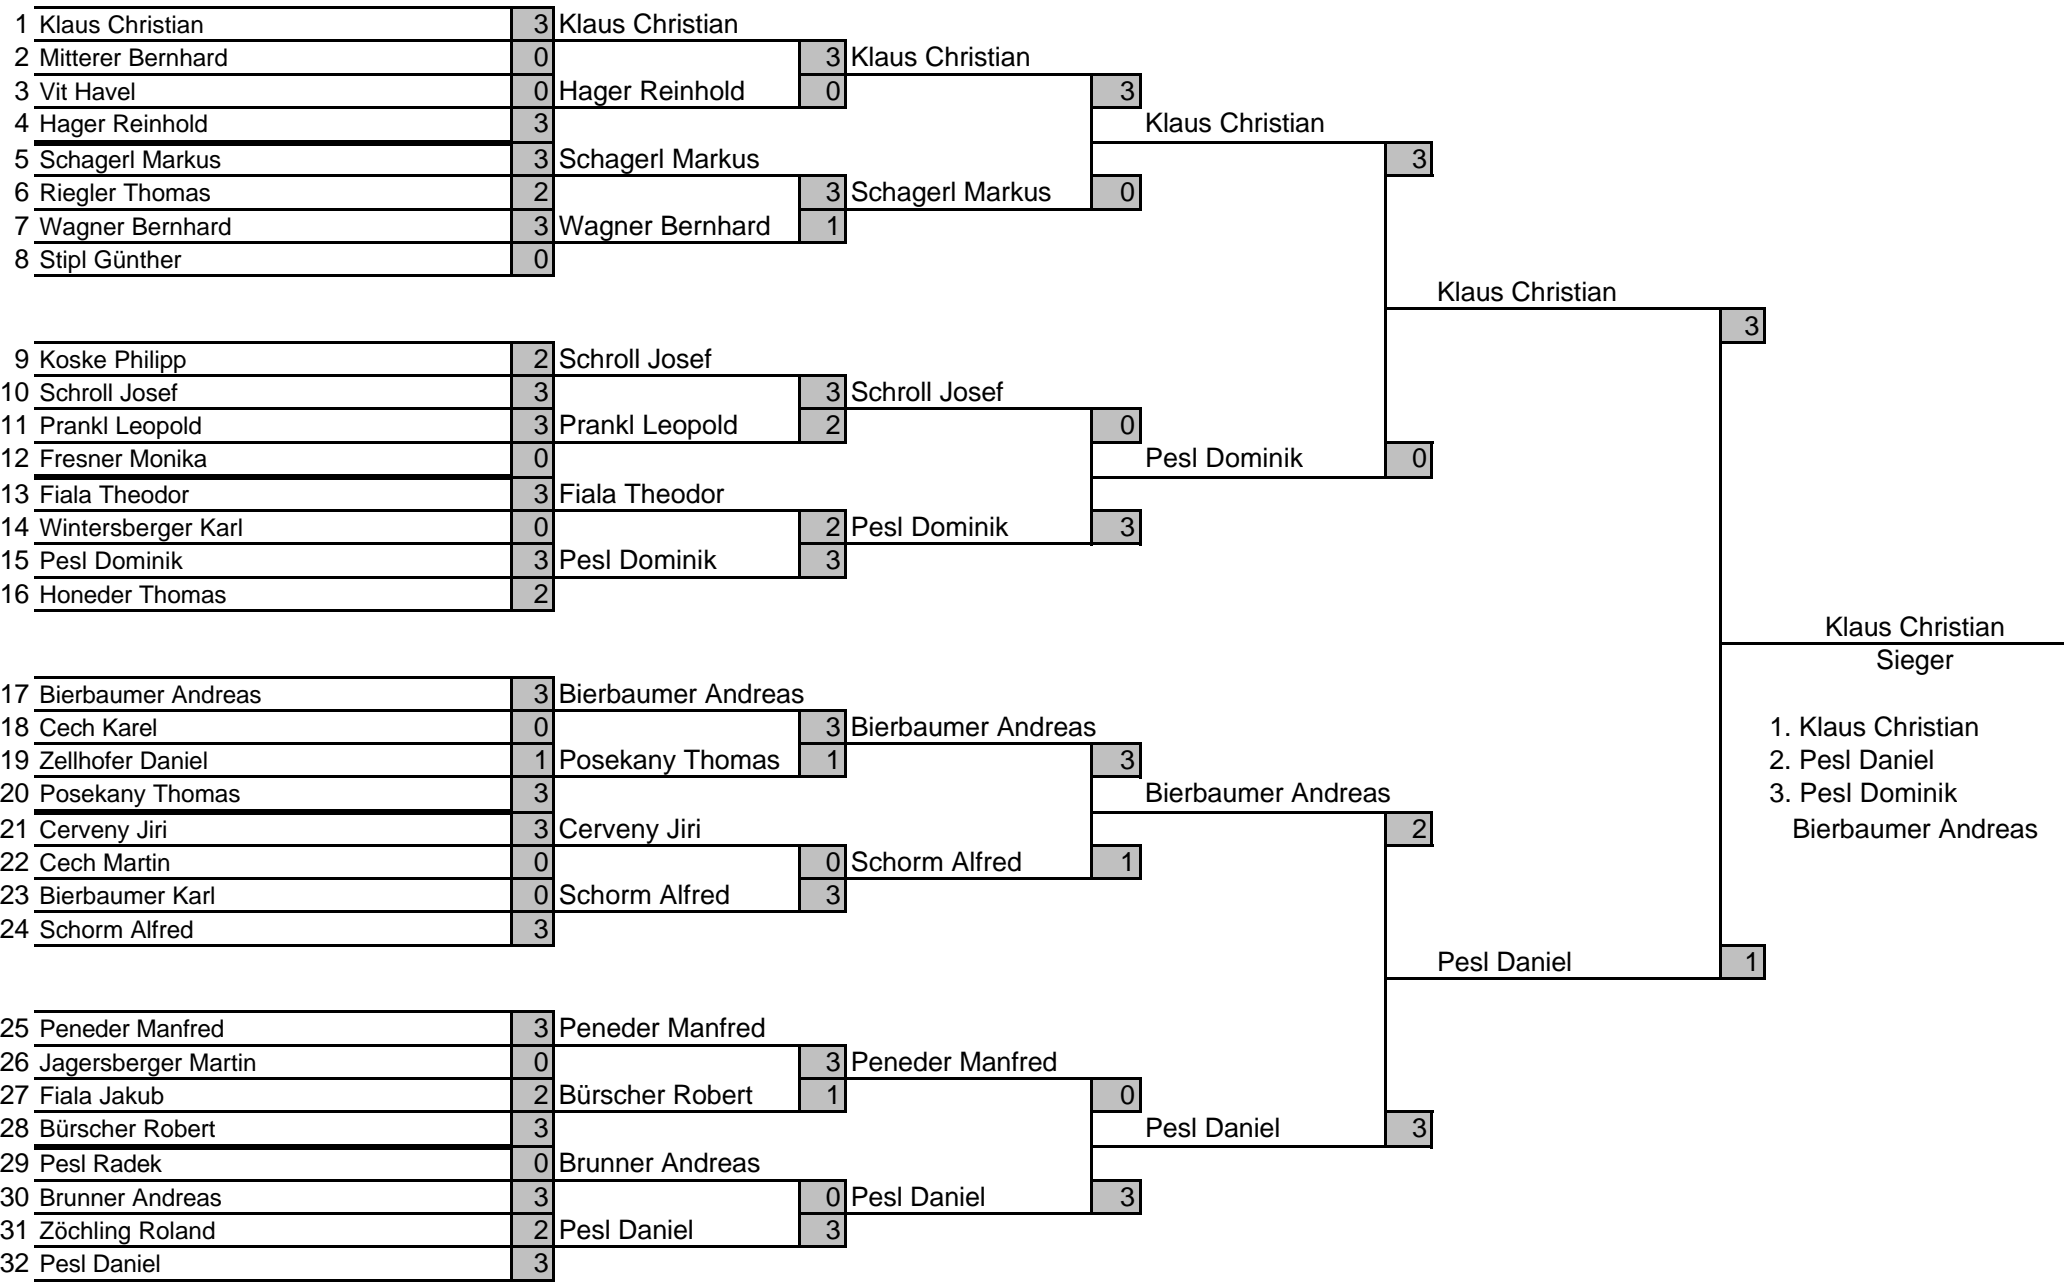 1 Klaus Christian 3 Klaus Christian
2 Mitterer Bernhard 0 3 Klaus Christian
3 Vit Havel 0 Hager Reinhold 0 3
4 Hager Reinhold 3 Klaus Christian
5 Schagerl Markus 3 Schagerl Markus 3
6 Riegler Thomas 2 3 Schagerl Markus 0
7 Wagner Bernhard 3 Wagner Bernhard 1
8 Stipl Günther 0
Klaus Christian
3
9 Koske Philipp 2 Schroll Josef
10 Schroll Josef 3 3 Schroll Josef
11 Prankl Leopold 3 Prankl Leopold 2 0
12 Fresner Monika 0 Pesl Dominik 0
13 Fiala Theodor 3 Fiala Theodor
14 Wintersberger Karl 0 2 Pesl Dominik 3
15 Pesl Dominik 3 Pesl Dominik 3
16 Honeder Thomas 2
Klaus Christian
Sieger
17 Bierbaumer Andreas 3 Bierbaumer Andreas
18 Cech Karel 0 3 Bierbaumer Andreas 1. Klaus Christian
19 Zellhofer Daniel 1 Posekany Thomas 1 3 2. Pesl Daniel
20 Posekany Thomas 3 Bierbaumer Andreas 3. Pesl Dominik
21 Cerveny Jiri 3 Cerveny Jiri 2 Bierbaumer Andreas
22 Cech Martin 0 0 Schorm Alfred 1
23 Bierbaumer Karl 0 Schorm Alfred 3
24 Schorm Alfred 3
Pesl Daniel 1
25 Peneder Manfred 3 Peneder Manfred
26 Jagersberger Martin 0 3 Peneder Manfred
27 Fiala Jakub 2 Bürscher Robert 1 0
28 Bürscher Robert 3 Pesl Daniel 3
29 Pesl Radek 0 Brunner Andreas
30 Brunner Andreas 3 0 Pesl Daniel 3
31 Zöchling Roland 2 Pesl Daniel 3
32 Pesl Daniel 3